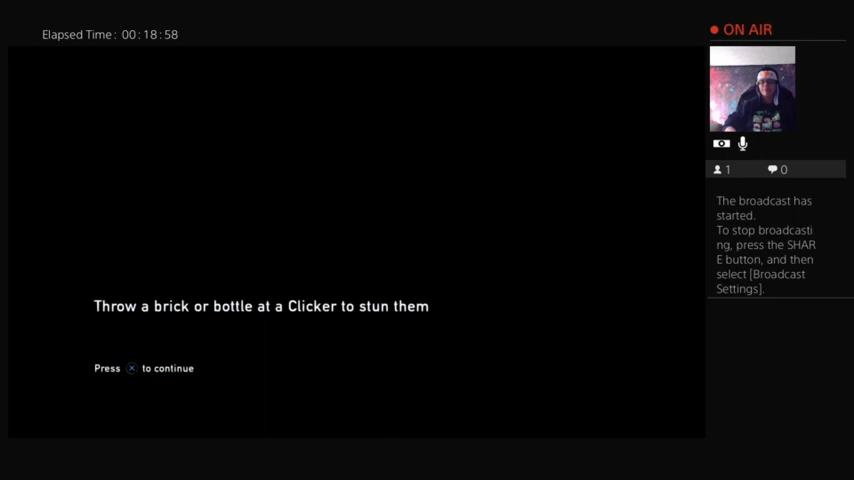 Elapsed Time: 00:18:58
ON AIR
1 0
The broadcast has
started.
To stop broadcasti
ng, press the SHAR
E button, and then
select [Broadcast
Settings].
Throw a brick or bottle at a Clicker to stun them
Press to continue